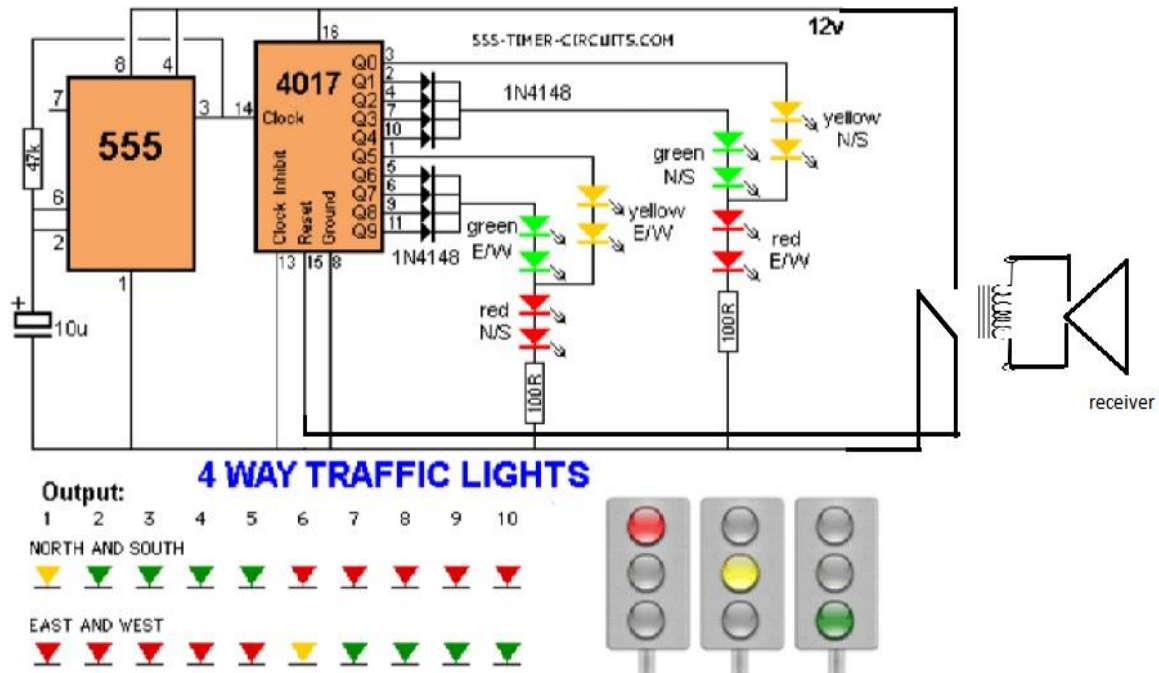 12v
555-TIMER-CIRCUITS.COM
16
8
4
4017
3
Q0
2
Q1
4
Q2
7
Q3
10
Q4
1
Q5
5
Q6
6
Q7
9
Q8
11
Q9
1N4148
7
3
14
Clock
555
47k
yellow
N/S
green
N/S
6
2
Clock Inhibit
Reset
Ground
yellow
E/W
green
E/W
red
E/W
1
13
15
8
1N4148
+
10u
red
N/S
100R
100R
receiver
4 WAY TRAFFIC LIGHTS
Output:
1 2 3 4 5 6 7 8 9 10
NORTH AND SOUTH
EAST AND WEST